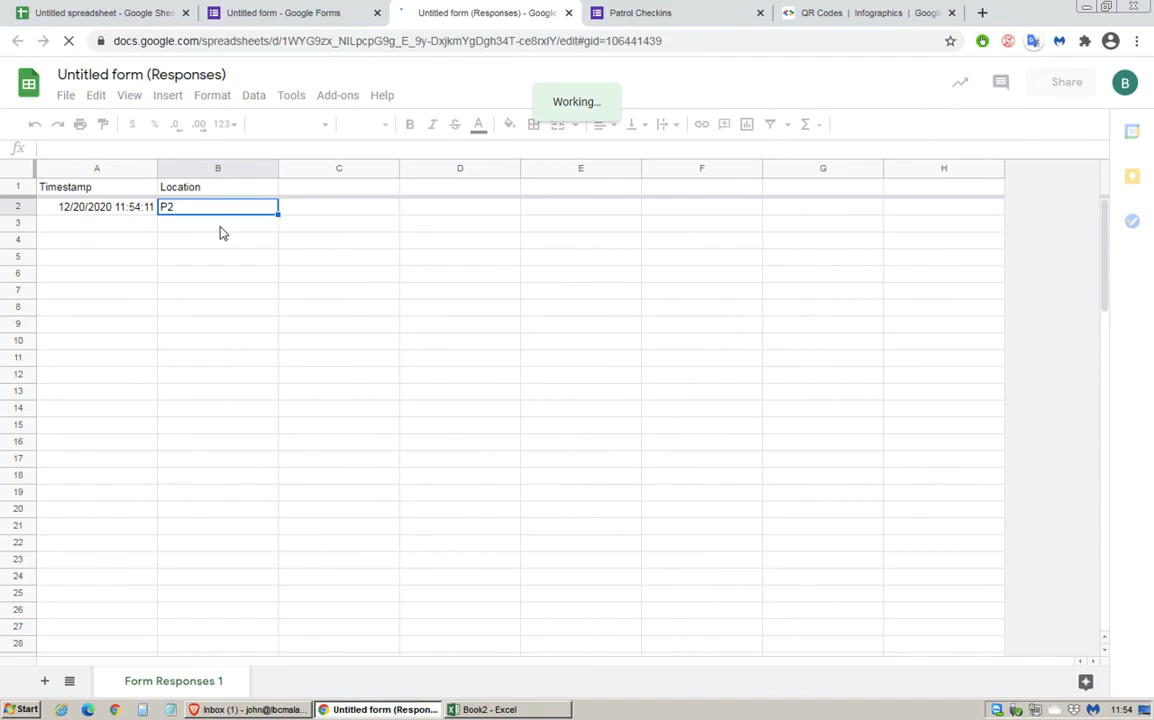 Untitled spreadsheet - Google Shee
Untitled form - Google Forms
Untitled form (Responses) - Google
Patrol Checkins
QR Codes | Infographics | Googl
docs.google.com/spreadsheets/d/1WYG9zx_NILpcpG9g_E_9y-DxjkmYgDgh34T-ce8rxIY/edit#gid=106441439
Untitled form (Responses)
File Edit View Insert Format Data Tools Add-ons Help
Working...
Share
B
$ % .0 .00 123 B I S A Σ
fx
A B C D E F G H
1 Timestamp Location
2 12/20/2020 11:54:11 P2
3
4
5
6
7
8
9
10
11
12
13
14
15
16
17
18
19
20
21
22
23
24
25
26
27
28
Form Responses 1
Start
Inbox (1) - john@lbcmala...
Untitled form (Respon...
Book2 - Excel
11:54